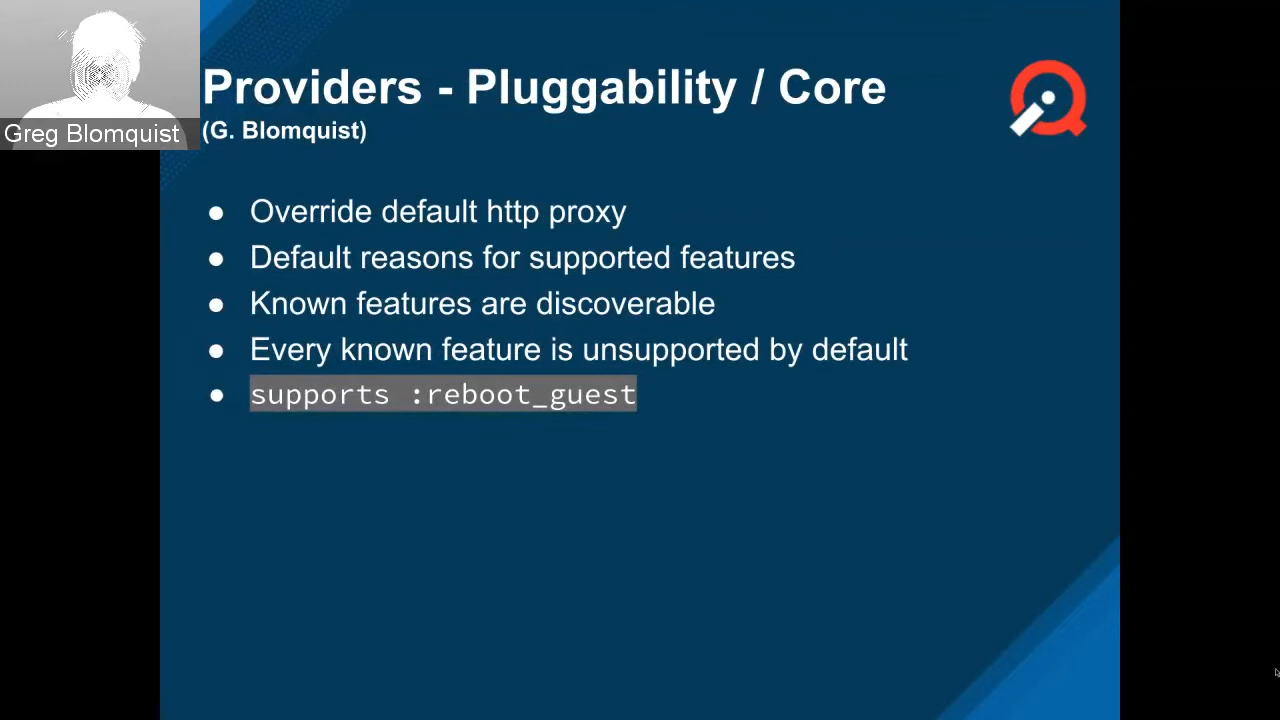 Greg Blomquist
Providers - Pluggability / Core
(G. Blomquist)
● Override default http proxy
● Default reasons for supported features
● Known features are discoverable
● Every known feature is unsupported by default
● supports :reboot_guest